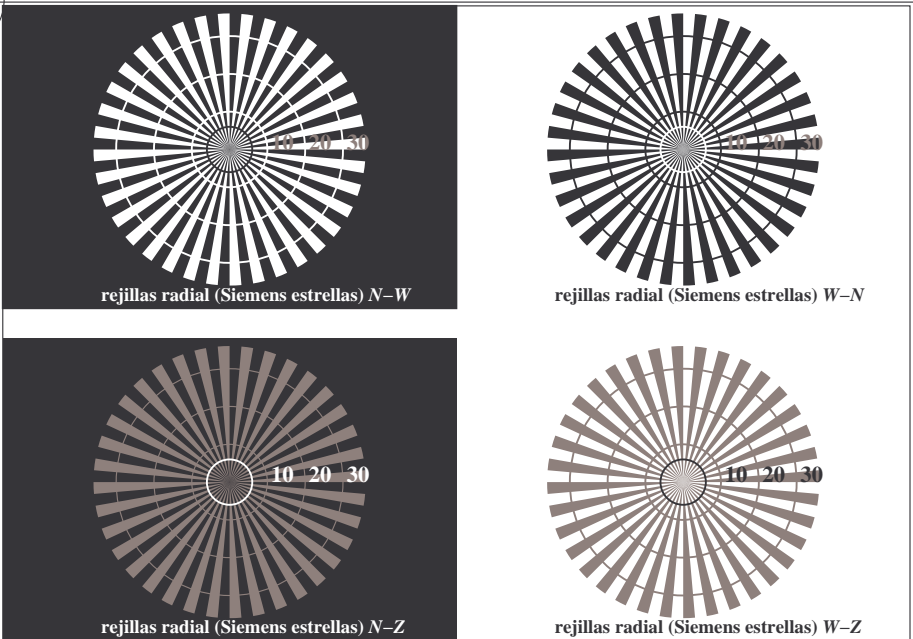 10 20 30
rejillas radial (Siemens estrellas) N–W
10 20 30
rejillas radial (Siemens estrellas) W–N
10 20 30
rejillas radial (Siemens estrellas) N–Z
10 20 30
rejillas radial (Siemens estrellas) W–Z